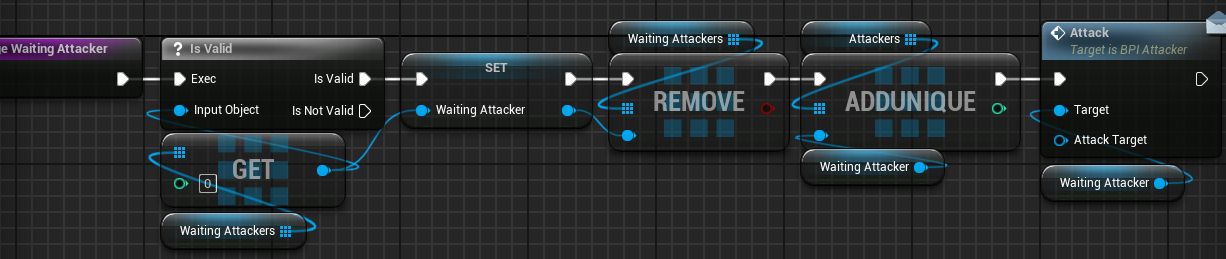 ge Waiting Attacker
? Is Valid
Exec
Is Valid
Input Object
Is Not Valid
GET
0
Waiting Attackers
SET
Waiting Attacker
Waiting Attackers
REMOVE
Attackers
ADDUNIQUE
Waiting Attacker
Attack
Target is BPI Attacker
Target
Attack Target
Waiting Attacker